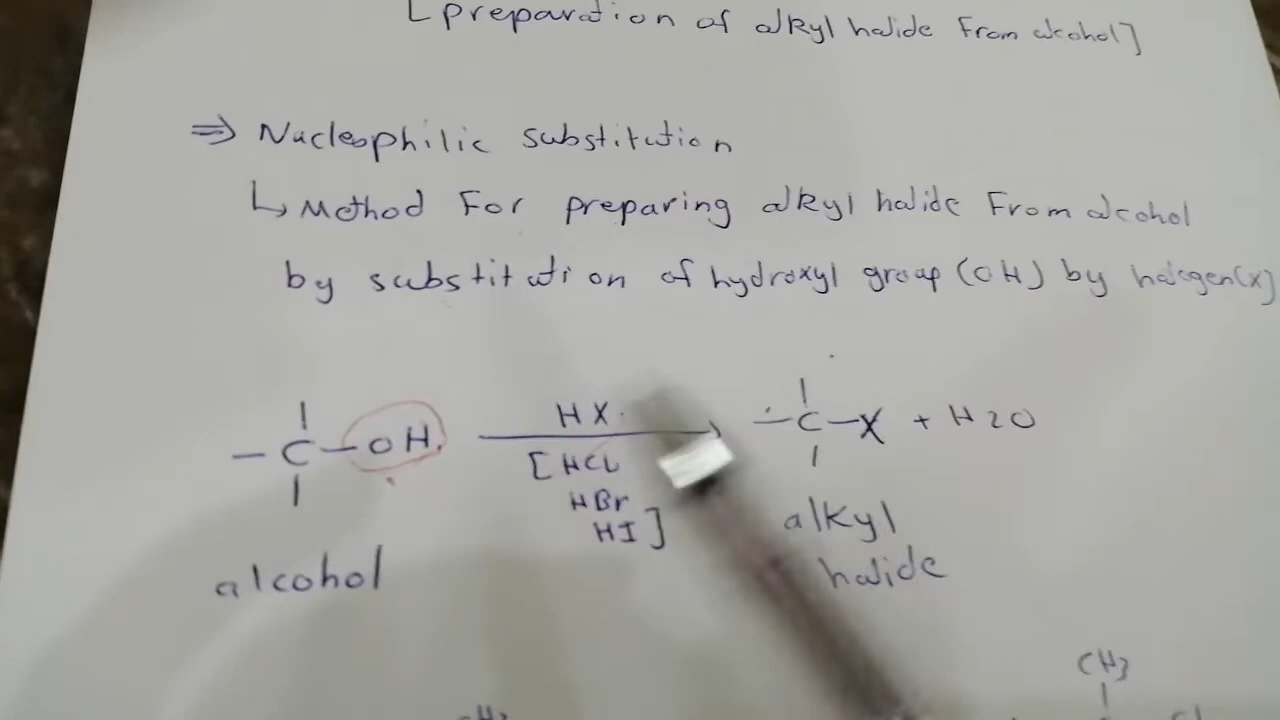 [preparation of alkyl halide From alcohol]
⇒ Nucleophilic substitution
↳ Method For preparing alkyl halide From alcohol
by substitution of hydroxyl group (OH) by halogen(X)
— C — OH HX — C — X + H2O
[HCl
HBr
HI]
alcohol alkyl
halide
CH3